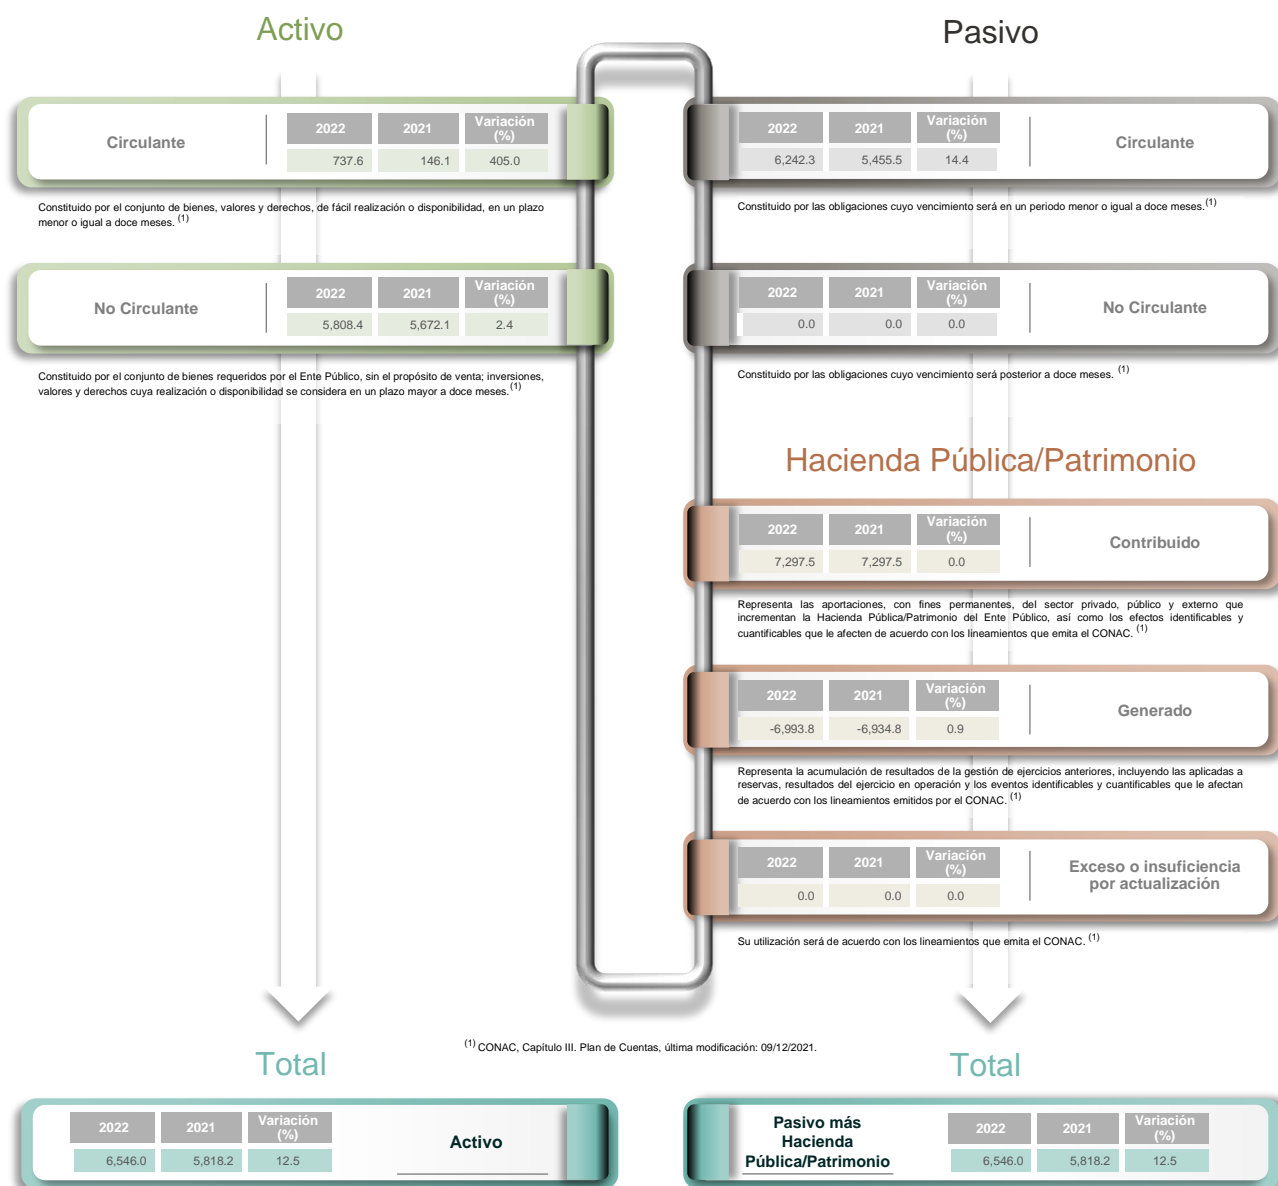 Activo
Circulante
2022 2021 Variación (%)
737.6 146.1 405.0
Constituido por el conjunto de bienes, valores y derechos, de fácil realización o disponibilidad, en un plazo
menor o igual a doce meses. (1)
No Circulante
2022 2021 Variación (%)
5,808.4 5,672.1 2.4
Constituido por el conjunto de bienes requeridos por el Ente Público, sin el propósito de venta; inversiones,
valores y derechos cuya realización o disponibilidad se considera en un plazo mayor a doce meses. (1)
Pasivo
2022 2021 Variación (%)
6,242.3 5,455.5 14.4
Circulante
Constituido por las obligaciones cuyo vencimiento será en un periodo menor o igual a doce meses. (1)
2022 2021 Variación (%)
0.0 0.0 0.0
No Circulante
Constituido por las obligaciones cuyo vencimiento será posterior a doce meses. (1)
Hacienda Pública/Patrimonio
2022 2021 Variación (%)
7,297.5 7,297.5 0.0
Contribuido
Representa las aportaciones, con fines permanentes, del sector privado, público y externo que
incrementan la Hacienda Pública/Patrimonio del Ente Público, así como los efectos identificables y
cuantificables que le afecten de acuerdo con los lineamientos que emita el CONAC. (1)
2022 2021 Variación (%)
-6,993.8 -6,934.8 0.9
Generado
Representa la acumulación de resultados de la gestión de ejercicios anteriores, incluyendo las aplicadas a
reservas, resultados del ejercicio en operación y los eventos identificables y cuantificables que le afectan
de acuerdo con los lineamientos emitidos por el CONAC. (1)
2022 2021 Variación (%)
0.0 0.0 0.0
Exceso o insuficiencia
por actualización
Su utilización será de acuerdo con los lineamientos que emita el CONAC. (1)
(1) CONAC, Capítulo III. Plan de Cuentas, última modificación: 09/12/2021.
Total
2022 2021 Variación (%)
6,546.0 5,818.2 12.5
Activo
Total
Pasivo más
Hacienda
Pública/Patrimonio
2022 2021 Variación (%)
6,546.0 5,818.2 12.5